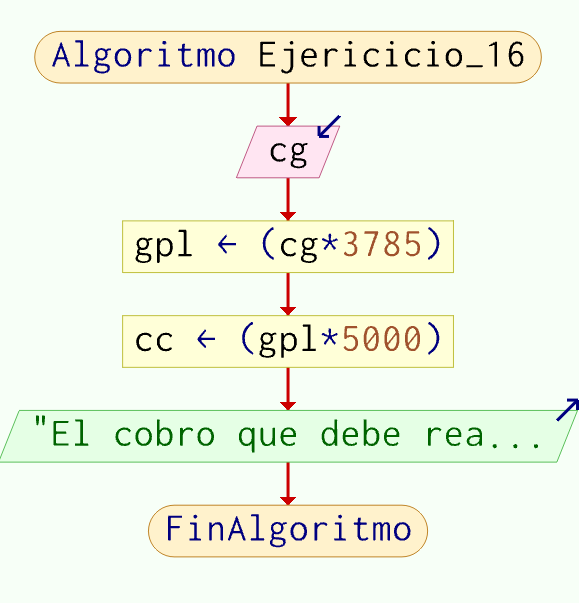 Algoritmo Ejericicio_16
cg
gpl ← (cg*3785)
cc ← (gpl*5000)
"El cobro que debe rea...
FinAlgoritmo